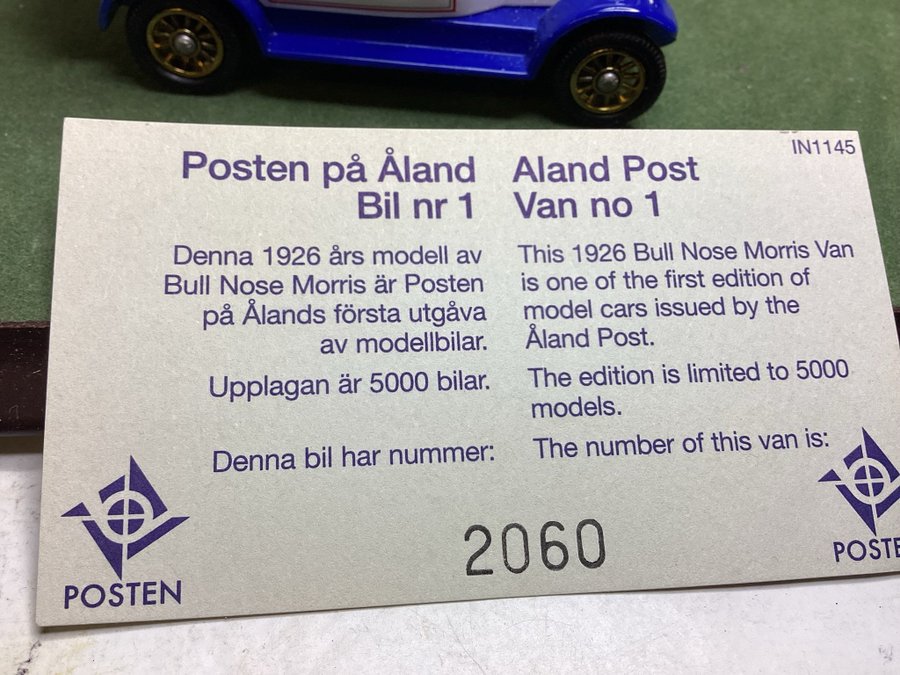 IN1145
Posten på Åland
Bil nr 1
Denna 1926 års modell av
Bull Nose Morris är Posten
på Ålands första utgåva
av modellbilar.
Upplagan är 5000 bilar.
Denna bil har nummer:
Aland Post
Van no 1
This 1926 Bull Nose Morris Van
is one of the first edition of
model cars issued by the
Åland Post.
The edition is limited to 5000
models.
The number of this van is:
2060
POSTEN
POSTE